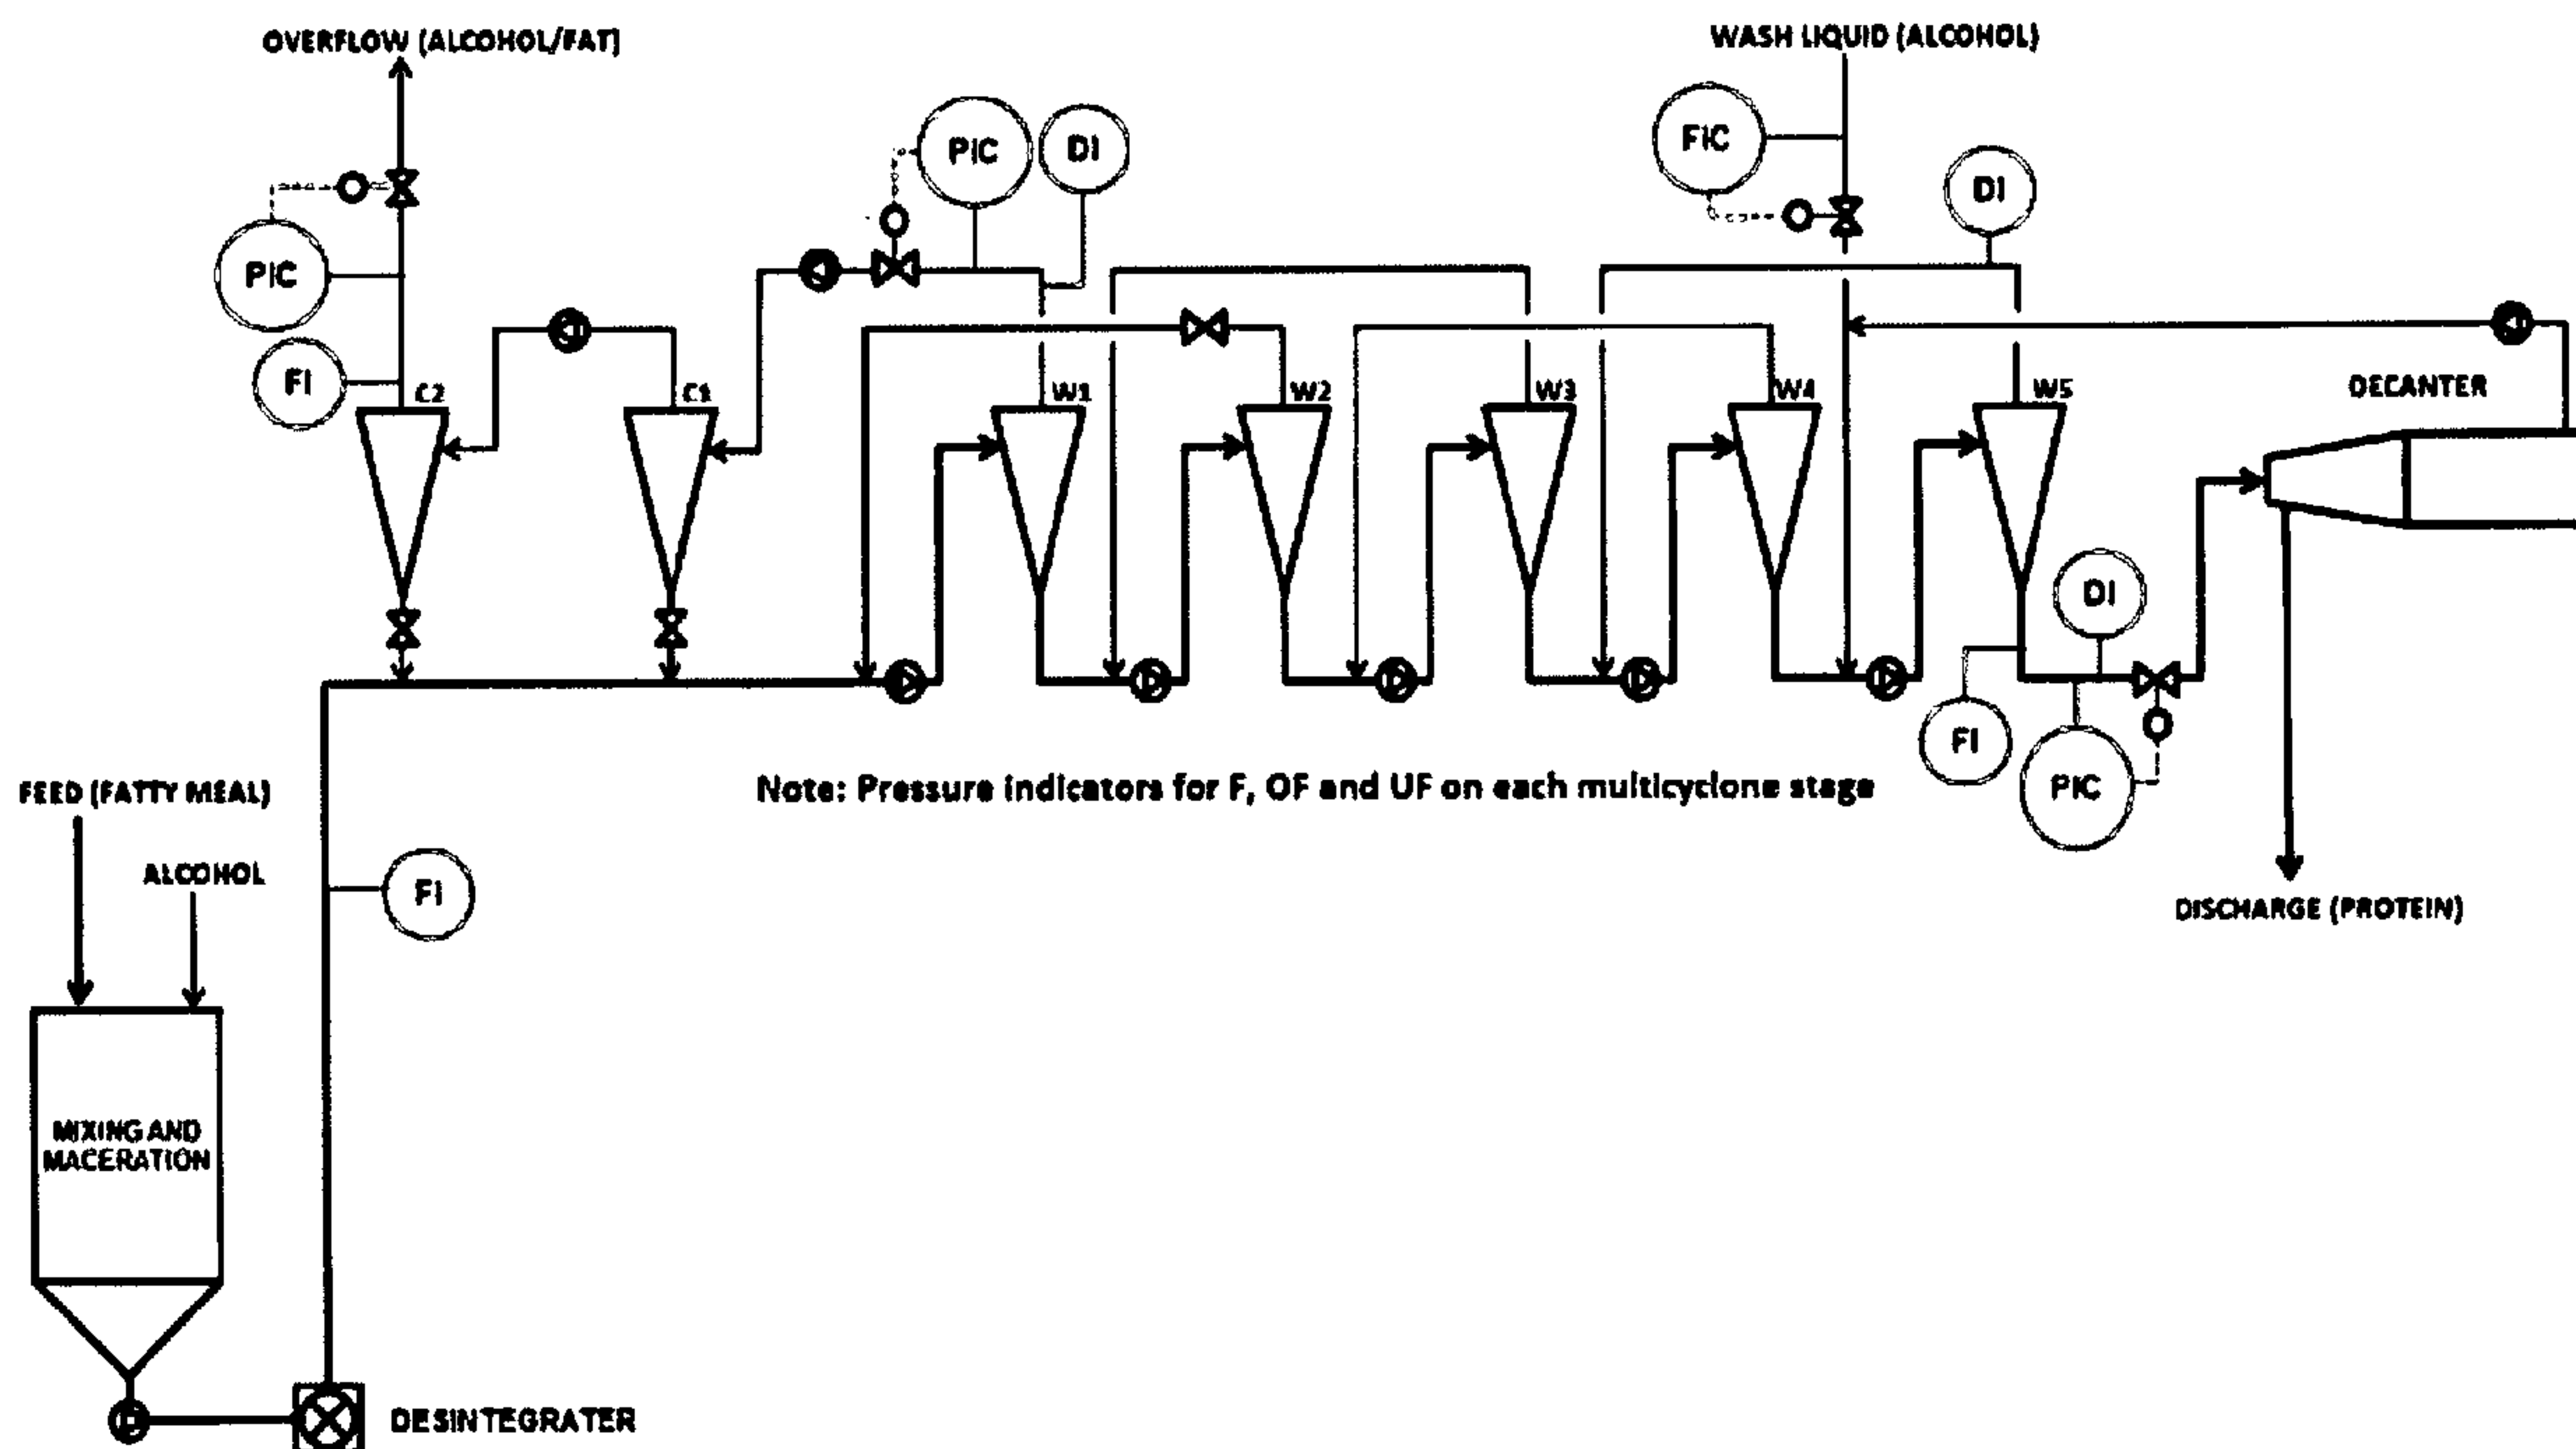 OVERFLOW (ALCOHOL/FAT)
WASH LIQUID (ALCOHOL)
PIC
DI
FIC
DI
PIC
FI
C2
C1
W1
W2
W3
W4
W5
DECANTER
DI
FI
PIC
Note: Pressure indicators for F, OF and UF on each multicyclone stage
FEED (FATTY MEAL)
ALCOHOL
FI
DISCHARGE (PROTEIN)
MIXING AND
MACERATION
DESINTEGRATER